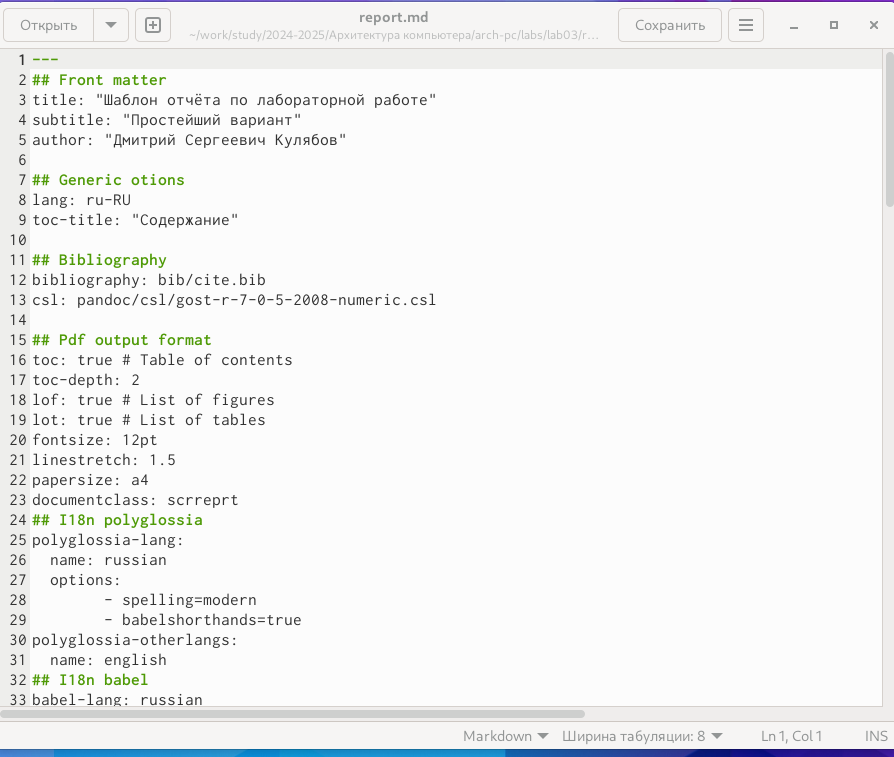 Открыть
report.md
~/work/study/2024-2025/Архитектура компьютера/arch-pc/labs/lab03/r…
Сохранить
1 ---
2 ## Front matter
3 title: "Шаблон отчёта по лабораторной работе"
4 subtitle: "Простейший вариант"
5 author: "Дмитрий Сергеевич Кулябов"
6
7 ## Generic otions
8 lang: ru-RU
9 toc-title: "Содержание"
10
11 ## Bibliography
12 bibliography: bib/cite.bib
13 csl: pandoc/csl/gost-r-7-0-5-2008-numeric.csl
14
15 ## Pdf output format
16 toc: true # Table of contents
17 toc-depth: 2
18 lof: true # List of figures
19 lot: true # List of tables
20 fontsize: 12pt
21 linestretch: 1.5
22 papersize: a4
23 documentclass: scrreprt
24 ## I18n polyglossia
25 polyglossia-lang:
26   name: russian
27   options:
28         - spelling=modern
29         - babelshorthands=true
30 polyglossia-otherlangs:
31   name: english
32 ## I18n babel
33 babel-lang: russian
Markdown Ширина табуляции: 8 Ln 1, Col 1 INS